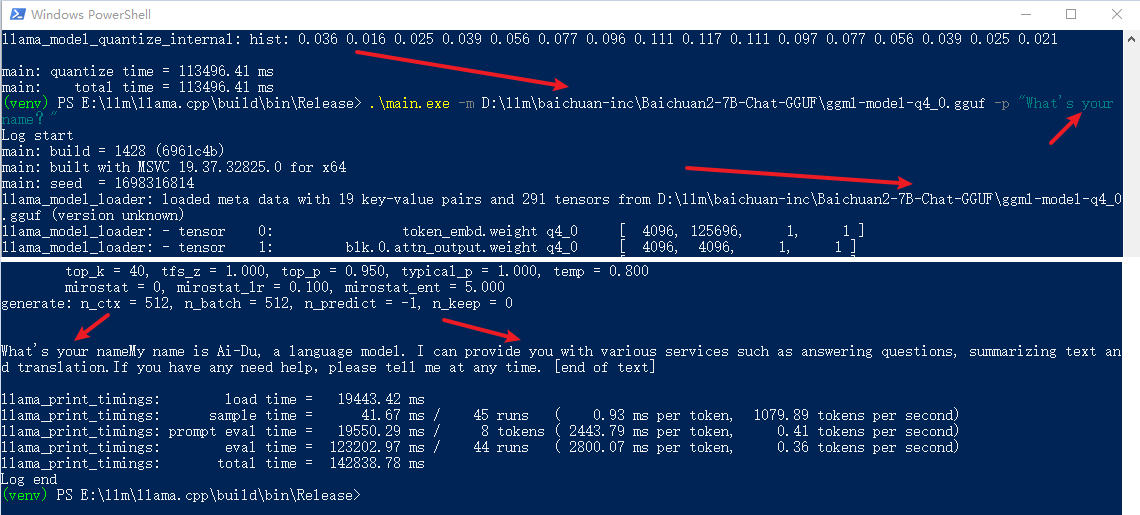 Windows PowerShell
llama_model_quantize_internal: hist: 0.036 0.016 0.025 0.039 0.056 0.077 0.096 0.111 0.117 0.111 0.097 0.077 0.056 0.039 0.025 0.021
main: quantize time = 113496.41 ms
main:    total time = 113496.41 ms
(venv) PS E:\llm\llama.cpp\build\bin\Release> .\main.exe -m D:\llm\baichuan-inc\Baichuan2-7B-Chat-GGUF\ggml-model-q4_0.gguf -p "What's your
name？"
Log start
main: build = 1428 (6961c4b)
main: built with MSVC 19.37.32825.0 for x64
main: seed  = 1698316814
llama_model_loader: loaded meta data with 19 key-value pairs and 291 tensors from D:\llm\baichuan-inc\Baichuan2-7B-Chat-GGUF\ggml-model-q4_0
.gguf (version unknown)
llama_model_loader: - tensor    0:                token_embd.weight q4_0     [  4096, 125696,     1,     1 ]
llama_model_loader: - tensor    1:           blk.0.attn_output.weight q4_0     [  4096,  4096,     1,     1 ]
top_k = 40, tfs_z = 1.000, top_p = 0.950, typical_p = 1.000, temp = 0.800
mirostat = 0, mirostat_lr = 0.100, mirostat_ent = 5.000
generate: n_ctx = 512, n_batch = 512, n_predict = -1, n_keep = 0
What's your nameMy name is Ai-Du, a language model. I can provide you with various services such as answering questions, summarizing text an
d translation.If you have any need help, please tell me at any time. [end of text]
llama_print_timings:        load time =   19443.42 ms
llama_print_timings:      sample time =      41.67 ms /    45 runs   (    0.93 ms per token,  1079.89 tokens per second)
llama_print_timings: prompt eval time =   19550.29 ms /     8 tokens ( 2443.79 ms per token,     0.41 tokens per second)
llama_print_timings:        eval time =  123202.97 ms /    44 runs   ( 2800.07 ms per token,     0.36 tokens per second)
llama_print_timings:       total time =  142838.78 ms
Log end
(venv) PS E:\llm\llama.cpp\build\bin\Release>